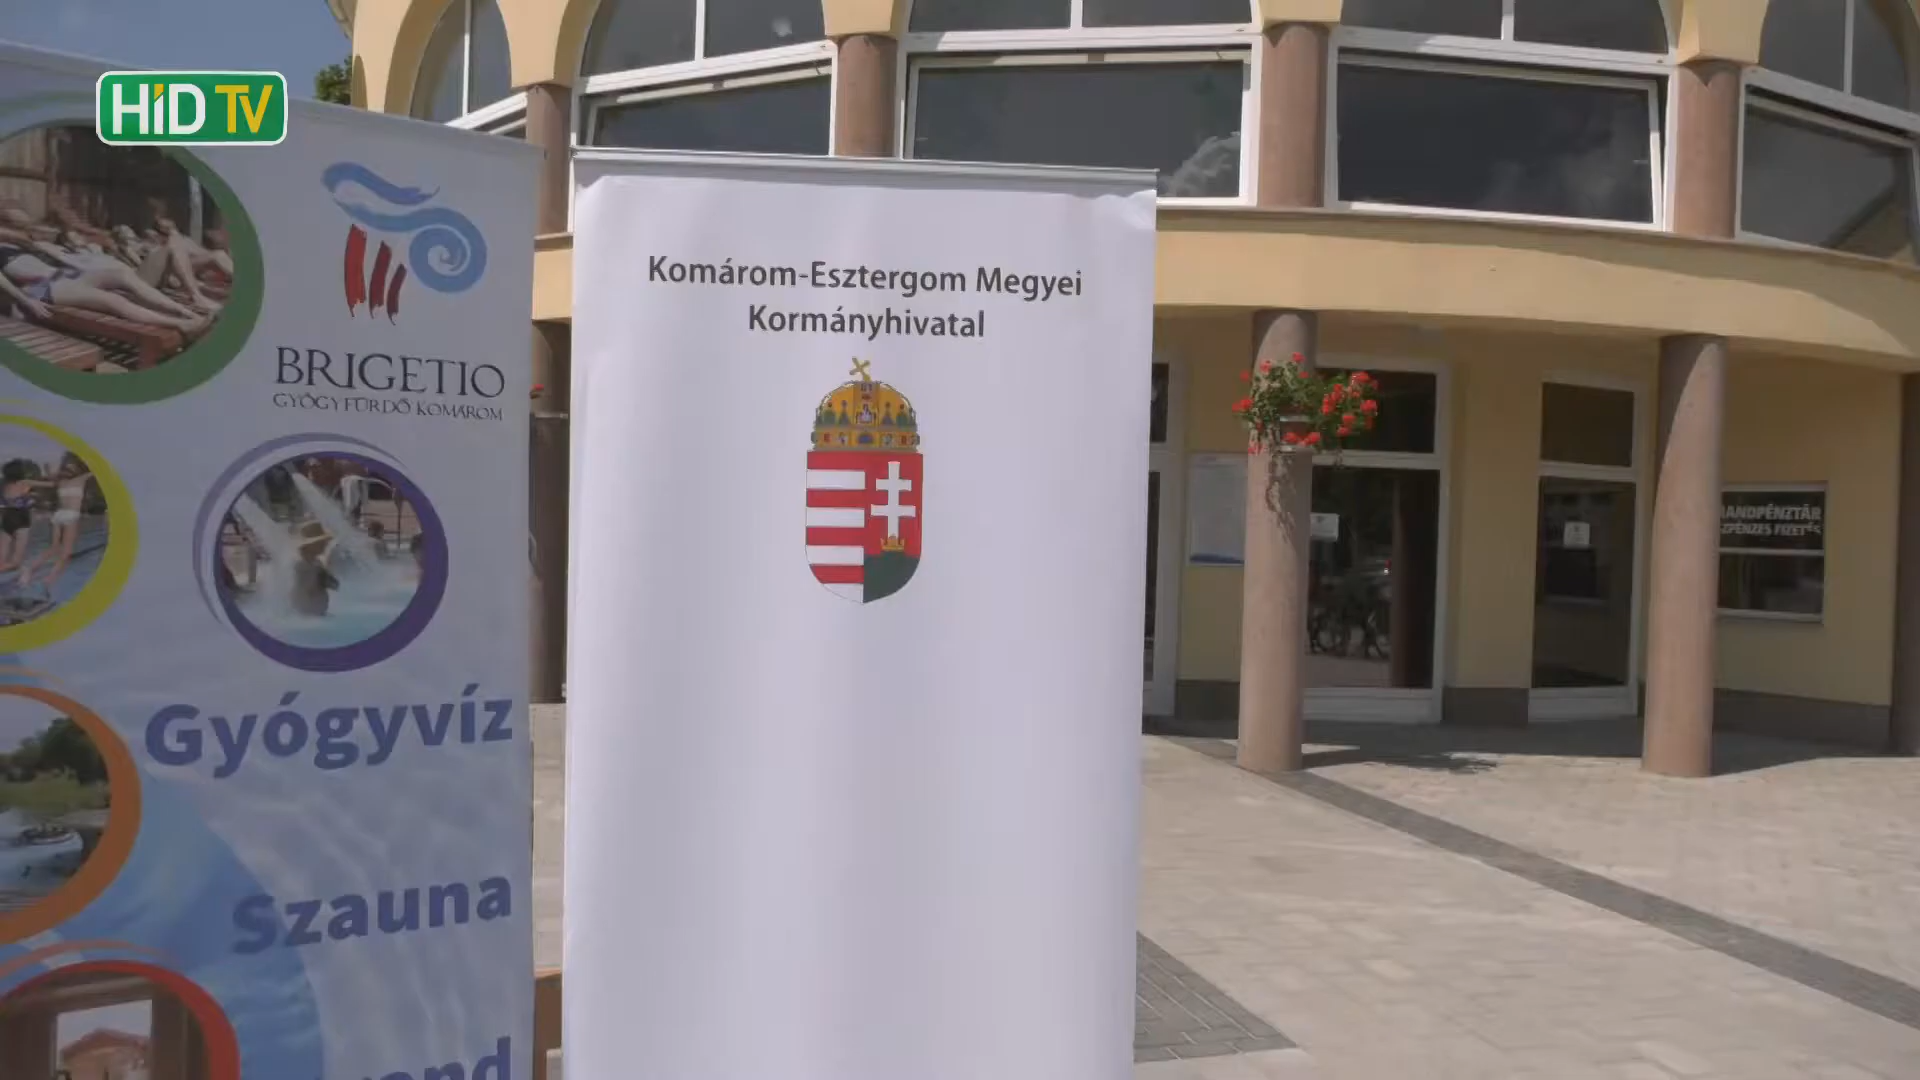 HÍD TV
BRIGETIO
GYÓGYFÜRDŐ KOMÁROM
Gyógyvíz
Szauna
Komárom-Esztergom Megyei
Kormányhivatal